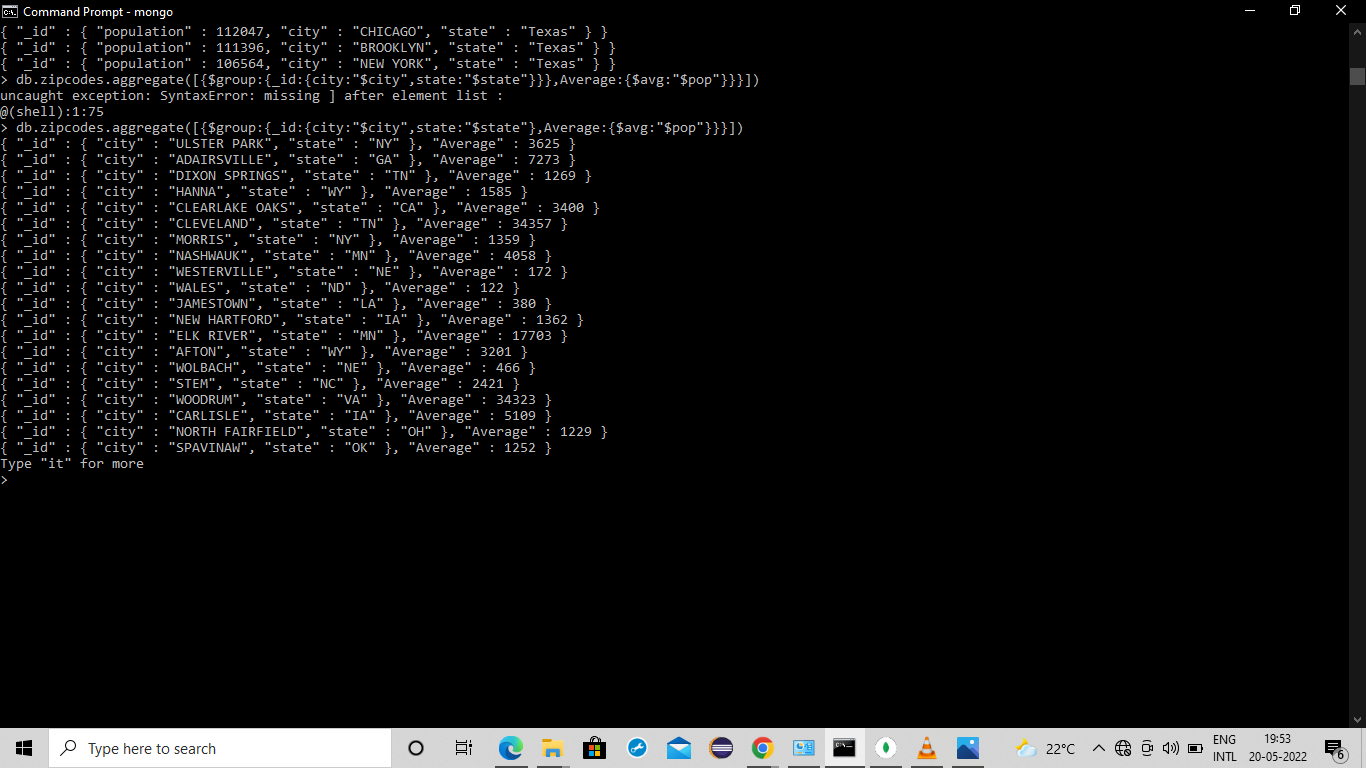 Command Prompt - mongo
{ "_id" : { "population" : 112047, "city" : "CHICAGO", "state" : "Texas" } }
{ "_id" : { "population" : 111396, "city" : "BROOKLYN", "state" : "Texas" } }
{ "_id" : { "population" : 106564, "city" : "NEW YORK", "state" : "Texas" } }
> db.zipcodes.aggregate([{$group:{_id:{city:"$city",state:"$state"}}},Average:{$avg:"$pop"}}}])
uncaught exception: SyntaxError: missing ] after element list :
@(shell):1:75
> db.zipcodes.aggregate([{$group:{_id:{city:"$city",state:"$state"},Average:{$avg:"$pop"}}}])
{ "_id" : { "city" : "ULSTER PARK", "state" : "NY" }, "Average" : 3625 }
{ "_id" : { "city" : "ADAIRSVILLE", "state" : "GA" }, "Average" : 7273 }
{ "_id" : { "city" : "DIXON SPRINGS", "state" : "TN" }, "Average" : 1269 }
{ "_id" : { "city" : "HANNA", "state" : "WY" }, "Average" : 1585 }
{ "_id" : { "city" : "CLEARLAKE OAKS", "state" : "CA" }, "Average" : 3400 }
{ "_id" : { "city" : "CLEVELAND", "state" : "TN" }, "Average" : 34357 }
{ "_id" : { "city" : "MORRIS", "state" : "NY" }, "Average" : 1359 }
{ "_id" : { "city" : "NASHWAUK", "state" : "MN" }, "Average" : 4058 }
{ "_id" : { "city" : "WESTERVILLE", "state" : "NE" }, "Average" : 172 }
{ "_id" : { "city" : "WALES", "state" : "ND" }, "Average" : 122 }
{ "_id" : { "city" : "JAMESTOWN", "state" : "LA" }, "Average" : 380 }
{ "_id" : { "city" : "NEW HARTFORD", "state" : "IA" }, "Average" : 1362 }
{ "_id" : { "city" : "ELK RIVER", "state" : "MN" }, "Average" : 17703 }
{ "_id" : { "city" : "AFTON", "state" : "WY" }, "Average" : 3201 }
{ "_id" : { "city" : "WOLBACH", "state" : "NE" }, "Average" : 466 }
{ "_id" : { "city" : "STEM", "state" : "NC" }, "Average" : 2421 }
{ "_id" : { "city" : "WOODRUM", "state" : "VA" }, "Average" : 34323 }
{ "_id" : { "city" : "CARLISLE", "state" : "IA" }, "Average" : 5109 }
{ "_id" : { "city" : "NORTH FAIRFIELD", "state" : "OH" }, "Average" : 1229 }
{ "_id" : { "city" : "SPAVINAW", "state" : "OK" }, "Average" : 1252 }
Type "it" for more
>
Type here to search
22°C
ENG
INTL
19:53
20-05-2022
6